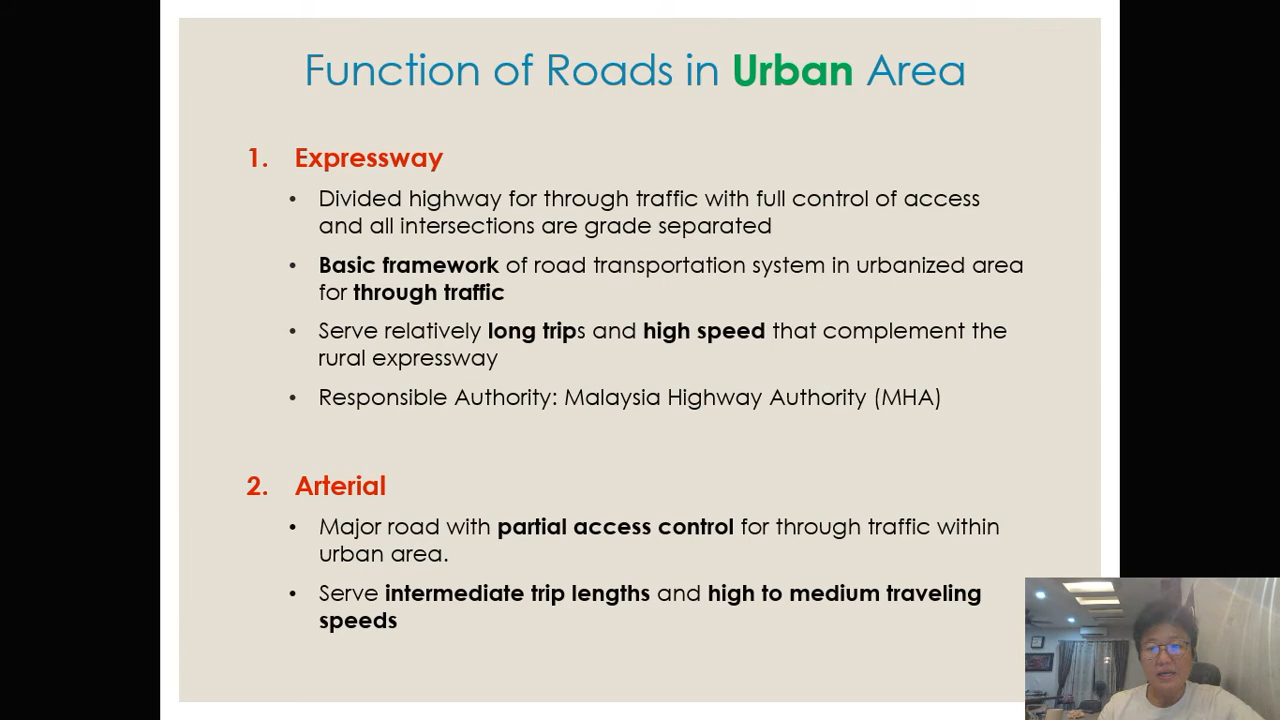 Function of Roads in Urban Area
1. Expressway
• Divided highway for through traffic with full control of access
and all intersections are grade separated
• Basic framework of road transportation system in urbanized area
for through traffic
• Serve relatively long trips and high speed that complement the
rural expressway
• Responsible Authority: Malaysia Highway Authority (MHA)
2. Arterial
• Major road with partial access control for through traffic within
urban area.
• Serve intermediate trip lengths and high to medium traveling
speeds